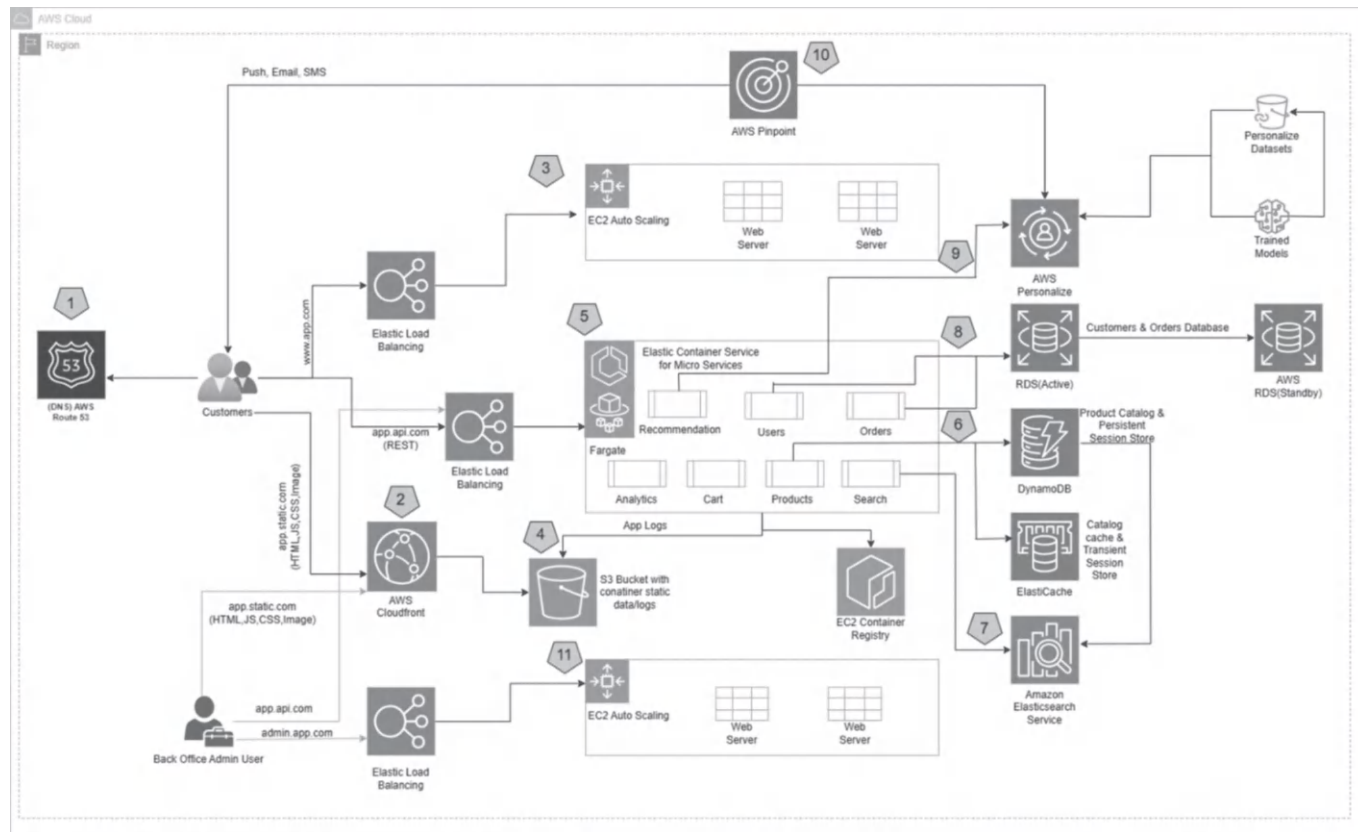 AWS Cloud
Region
Push, Email, SMS
10
AWS Pinpoint
Personalize
Datasets
Trained
Models
3
EC2 Auto Scaling
Web
Server
Web
Server
9
AWS
Personalize
1
53
(DNS) AWS
Route 53
Customers
www.app.com
Elastic Load
Balancing
5
Elastic Container Service
for Micro Services
Recommendation
Users
Orders
Fargate
Analytics
Cart
Products
Search
8
RDS(Active)
Customers & Orders Database
AWS
RDS(Standby)
app.api.com
(REST)
Elastic Load
Balancing
6
Product Catalog &
Persistent
Session Store
DynamoDB
app.static.com
(HTML,JS,CSS,Image)
2
AWS
Cloudfront
App Logs
4
S3 Bucket with
conatiner static
data/logs
EC2 Container
Registry
Catalog
cache &
Transient
Session
Store
ElastiCache
7
Amazon
Elasticsearch
Service
app.static.com
(HTML,JS,CSS,Image)
11
EC2 Auto Scaling
Web
Server
Web
Server
app.api.com
admin.app.com
Back Office Admin User
Elastic Load
Balancing